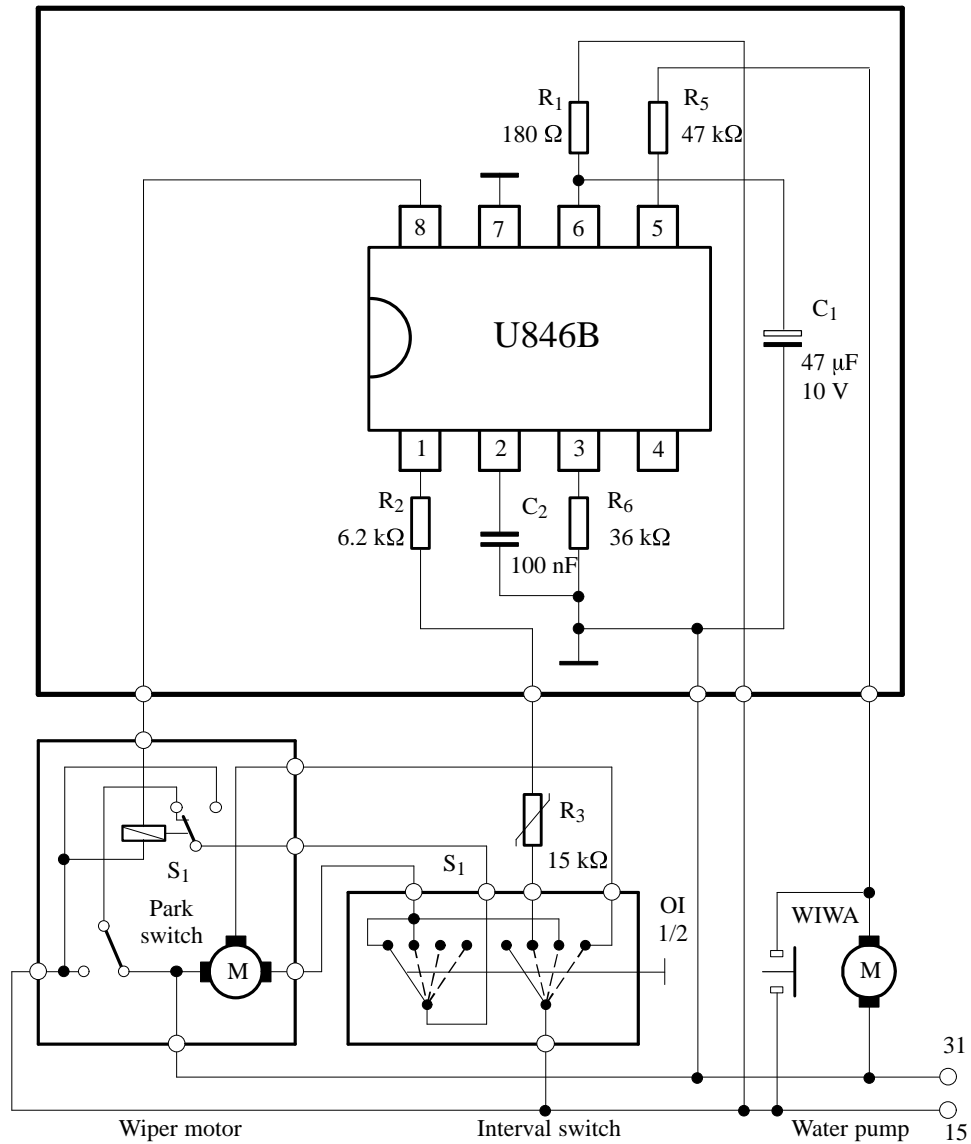 R1
180 Ω
R5
47 kΩ
8
7
6
5
U846B
C1
47 μF
10 V
1
2
3
4
R2
6.2 kΩ
C2
100 nF
R6
36 kΩ
R3
15 kΩ
S1
Park
switch
M
S1
OI
1/2
WIWA
M
31
15
Wiper motor
Interval switch
Water pump